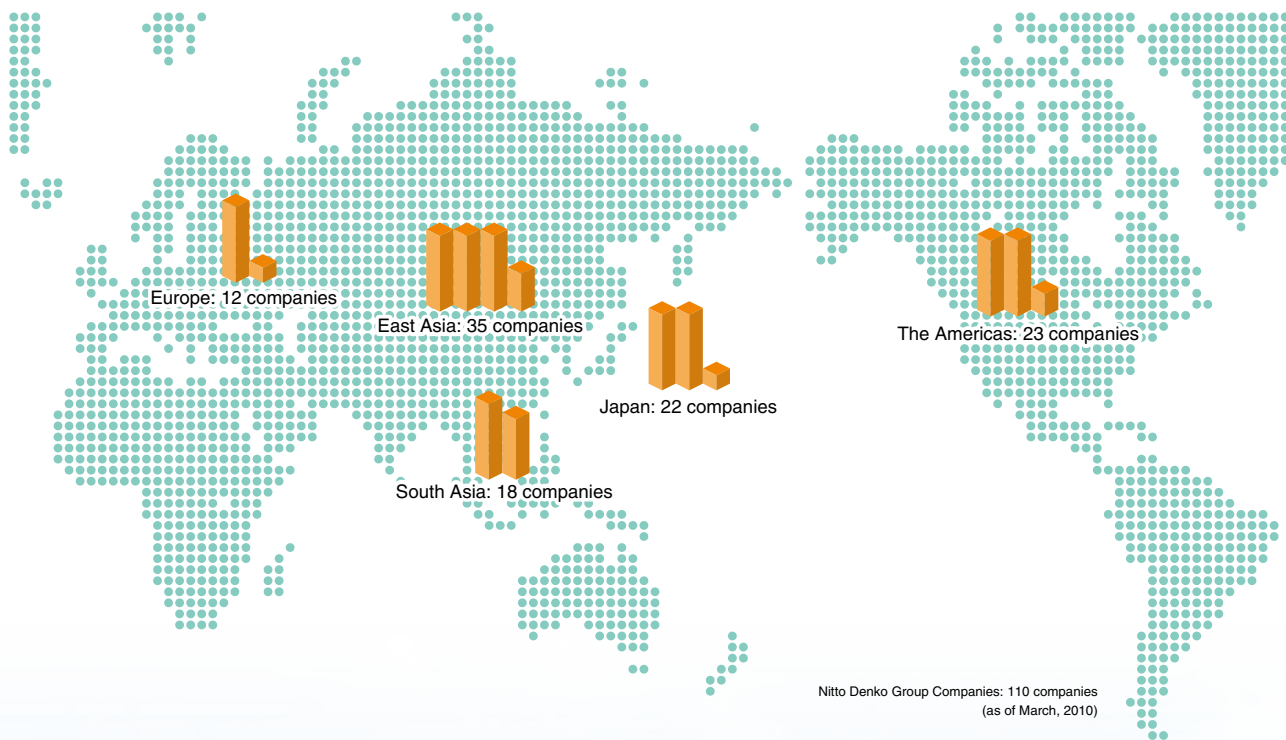 Europe: 12 companies
East Asia: 35 companies
The Americas: 23 companies
Japan: 22 companies
South Asia: 18 companies
Nitto Denko Group Companies: 110 companies
(as of March, 2010)